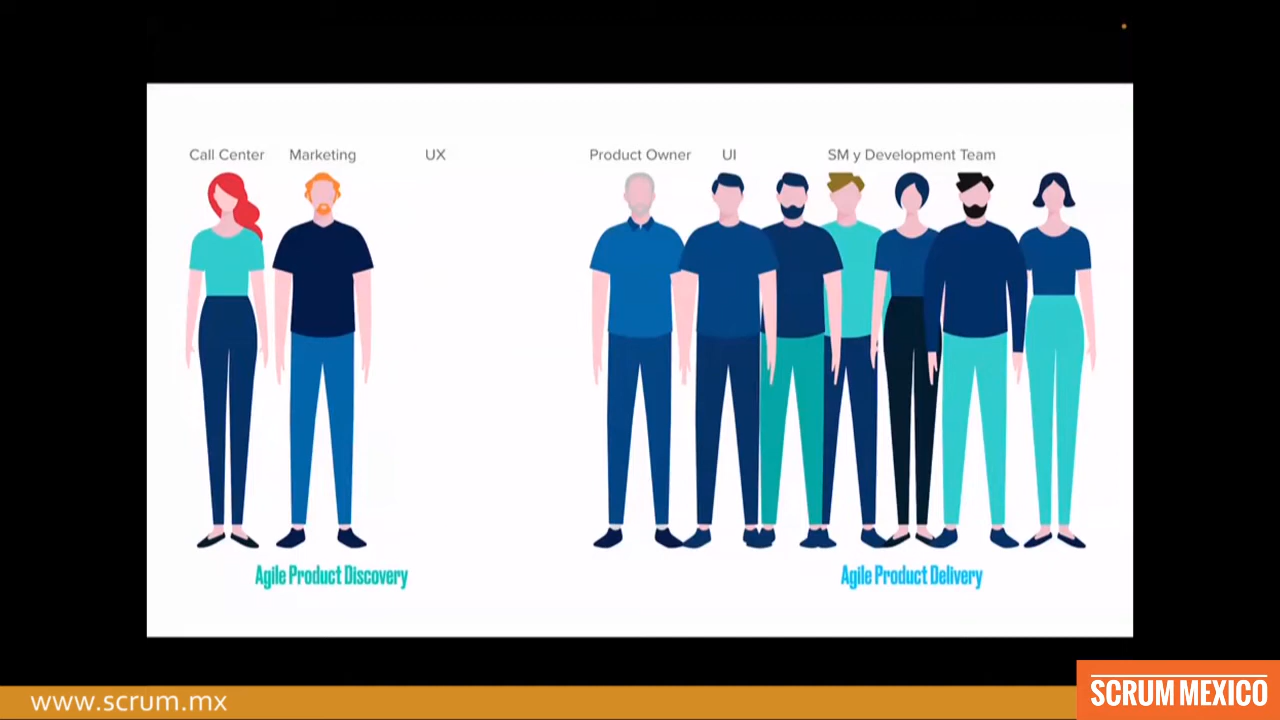 Call Center
Marketing
UX
Product Owner
UI
SM y Development Team
Agile Product Discovery
Agile Product Delivery
www.scrum.mx
SCRUM MEXICO